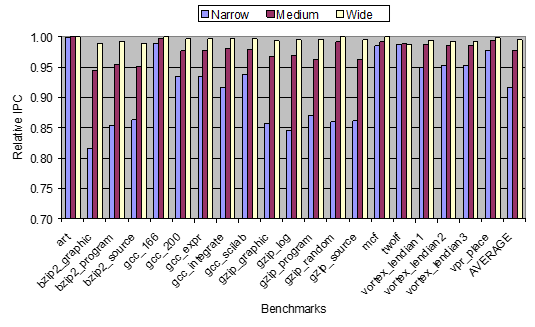 Narrow Medium Wide
1.00
0.95
0.90
0.85
0.80
0.75
0.70
Relative IPC
art
bzip2_graphic
bzip2_program
bzip2_source
gcc_166
gcc_200
gcc_expr
gcc_integrate
gcc_scilab
gzip_graphic
gzip_log
gzip_program
gzip_random
gzip_source
mcf
twolf
vortex_lendian1
vortex_lendian2
vortex_lendian3
vpr_place
AVERAGE
Benchmarks